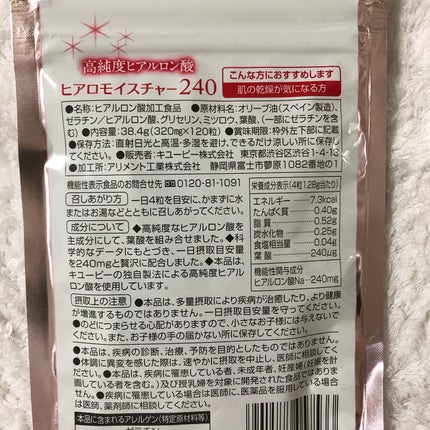 高純度ヒアルロン酸
ヒアロモイスチャー240
こんな方におすすめします
肌の乾燥が気になる方
●名称:ヒアルロン酸加工食品 ●原材料名:オリーブ油(スペイン製造)、
ゼラチン/ヒアルロン酸、グリセリン、ミツロウ、葉酸、(一部にゼラチンを含む)
●内容量:38.4g(320mg×120粒) ●賞味期限:枠外左下部に記載
●保存方法:直射日光と高温・多湿を避け、できるだけ涼しい所に保存してください。
●販売者:キユーピー株式会社 東京都渋谷区渋谷1-4-13
●加工所:アリメント工業株式会社 静岡県富士市蓼原1082番地の1
機能性表示食品のお問合せ先 0120-81-1091
召しあがり方 一日4粒を目安に、かまずに水
またはお湯などとともに召しあがってください。
成分について ◆高純度なヒアルロン酸を
主成分にして、葉酸を組み合せました。◆科学
的なデータにもとづき、一日摂取目安量
を240mgと贅沢に配合しました。◆本品は、
キユーピーの独自製法による高純度ヒアル
ロン酸を使用しています。
栄養成分表示(4粒1.28g当たり)
エネルギー 7.3kcal
たんぱく質 0.40g
脂質 0.52g
炭水化物 0.25g
食塩相当量 0.04g
葉酸 240μg
機能性関与成分
ヒアルロン酸Na 240mg
摂取上の注意 ●本品は、多量摂取により疾病が治癒したり、より健康
が増進するものではありません。一日摂取目安量を守ってください。
●のどにつまらせる心配がありますので、小さなお子様には与えないで
ください。また、お子様の手の届かない所に保存してください。
●本品は、疾病の診断、治療、予防を目的としたものではありません。
●体調に異変を感じた際は、速やかに摂取を中止し、医師に相談してく
ださい。●本品は、疾病に罹患している者、未成年者、妊産婦(妊娠を計
画している者を含む。)及び授乳婦を対象に開発された食品ではありま
せん。●疾病に罹患している場合は医師に、医薬品を服用している場合
は医師、薬剤師に相談してください。
本品に含まれるアレルゲン(特定原材料等)